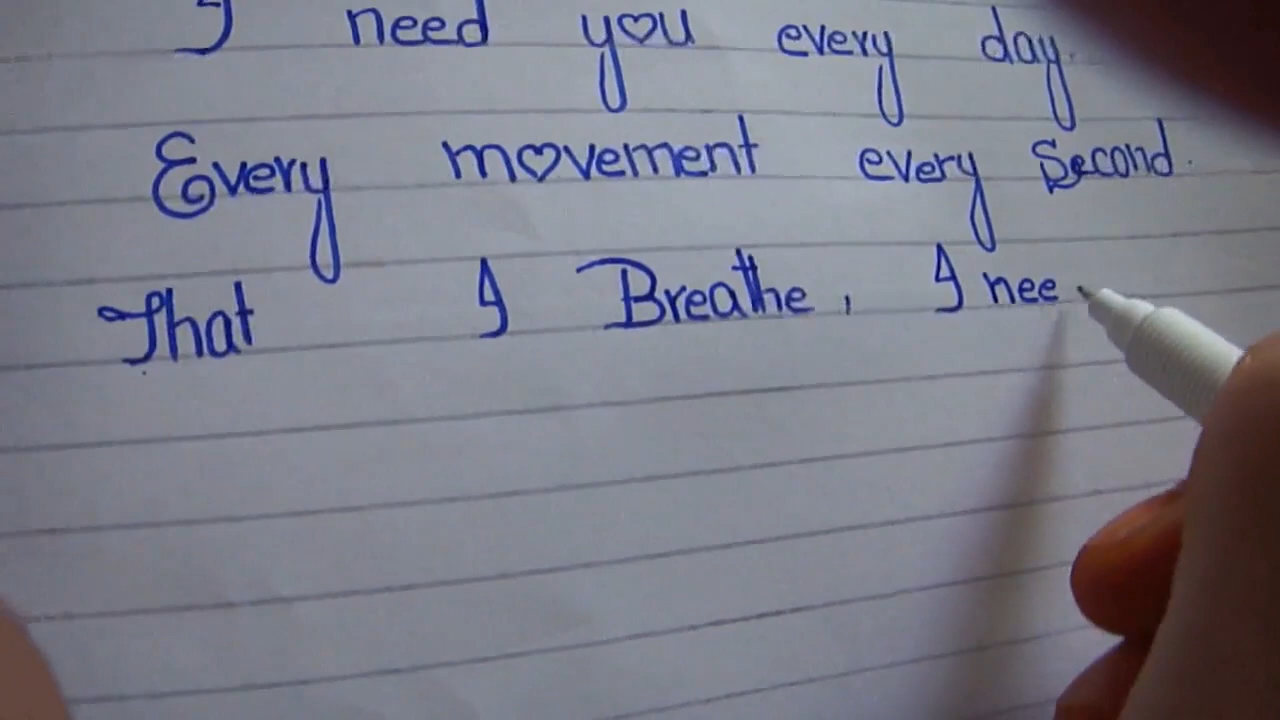 I need you every day.
Every movement every Second.
That I Breathe, I nee